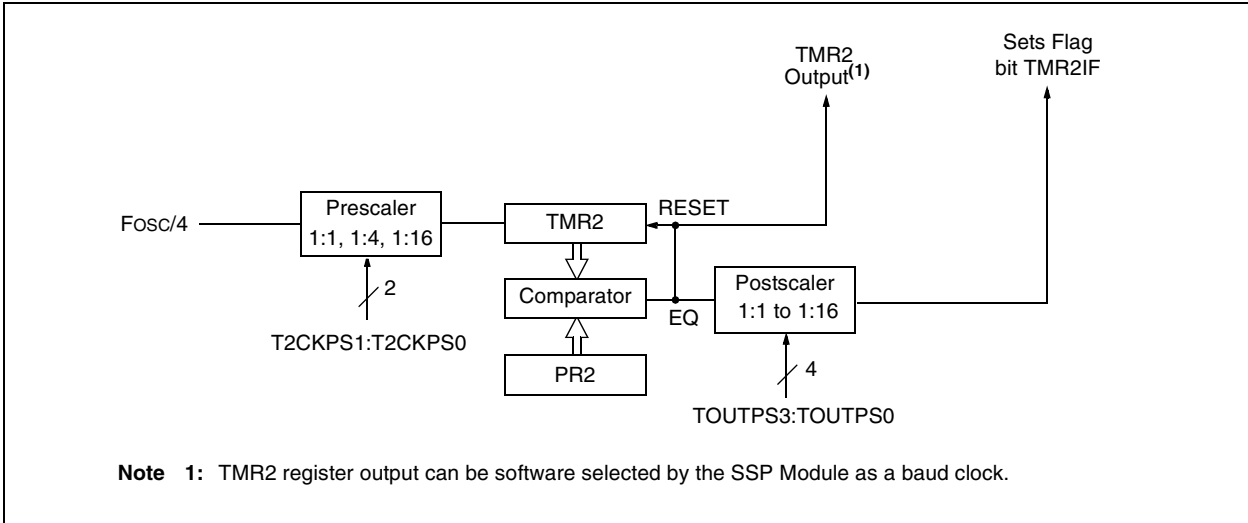 Sets Flag
bit TMR2IF
TMR2
Output(1)
Fosc/4
Prescaler
1:1, 1:4, 1:16
2
T2CKPS1:T2CKPS0
TMR2
RESET
Comparator
EQ
PR2
Postscaler
1:1 to 1:16
4
TOUTPS3:TOUTPS0
Note 1: TMR2 register output can be software selected by the SSP Module as a baud clock.